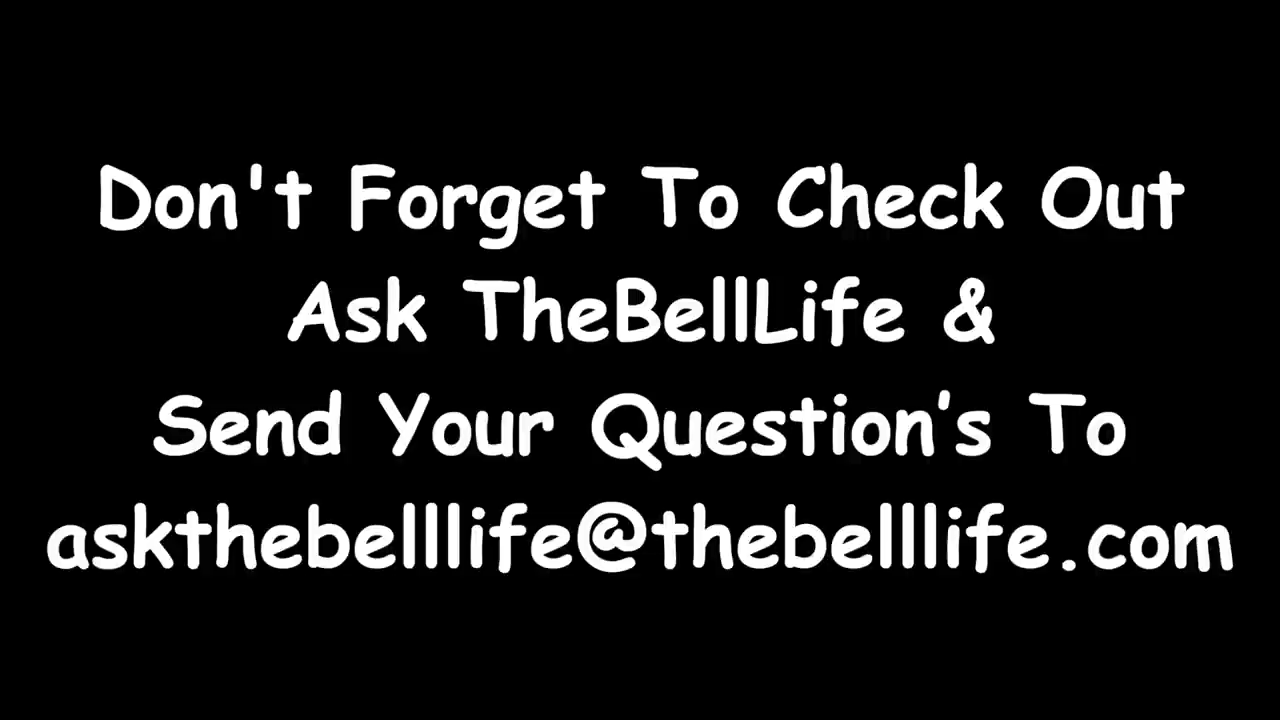 Don't Forget To Check Out
Ask TheBellLife &
Send Your Question’s To
askthebelllife@thebelllife.com